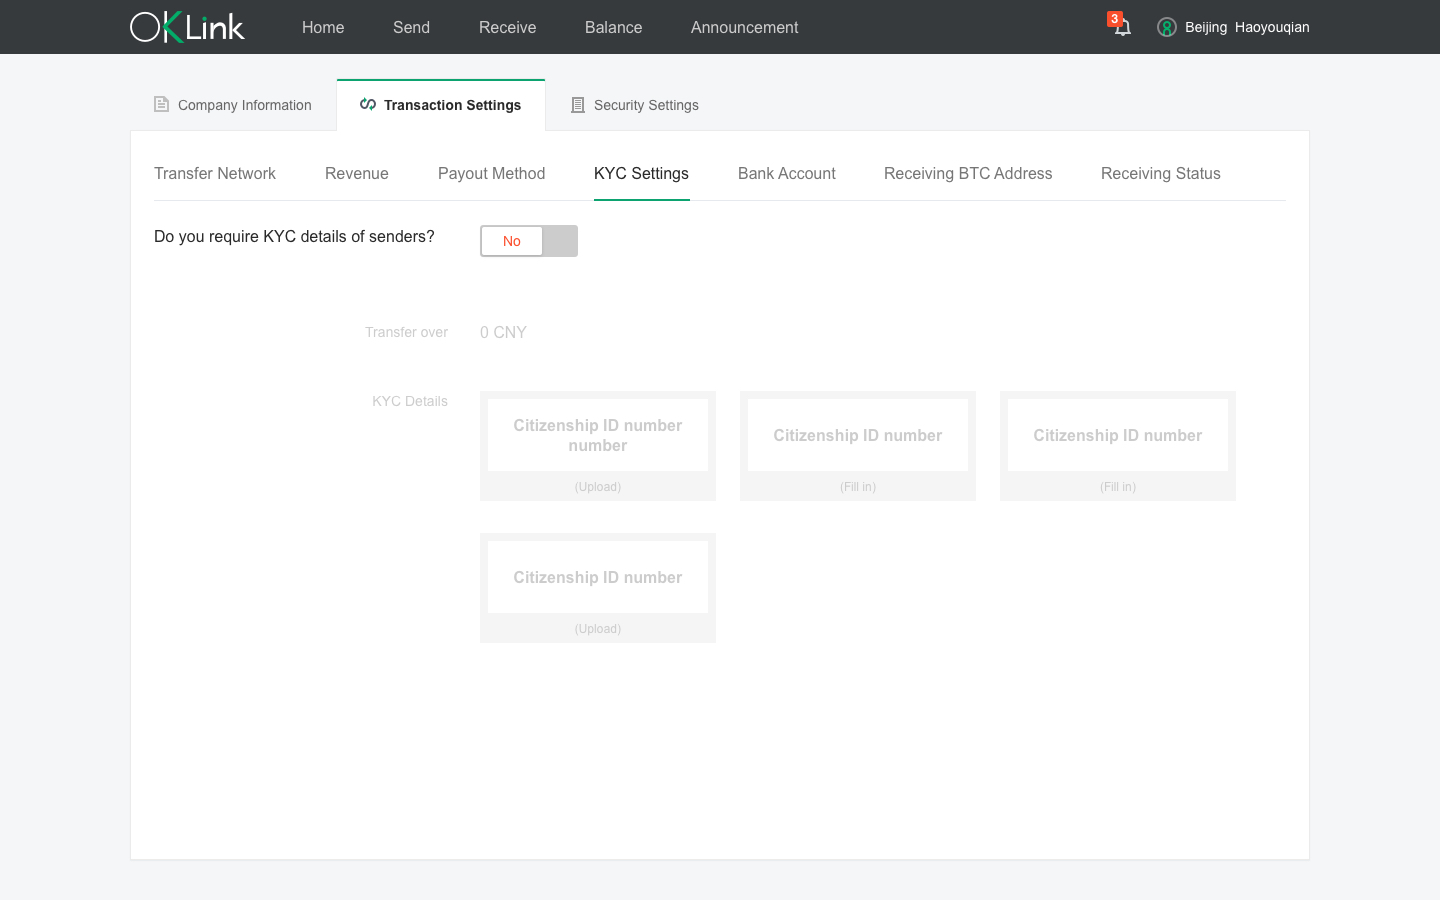 OKLink Home Send Receive Balance Announcement 3 Beijing Haoyouqian
Company Information Transaction Settings Security Settings
Transfer Network Revenue Payout Method KYC Settings Bank Account Receiving BTC Address Receiving Status
Do you require KYC details of senders? No
Transfer over 0 CNY
KYC Details
Citizenship ID number
number
(Upload)
Citizenship ID number
(Fill in)
Citizenship ID number
(Fill in)
Citizenship ID number
(Upload)